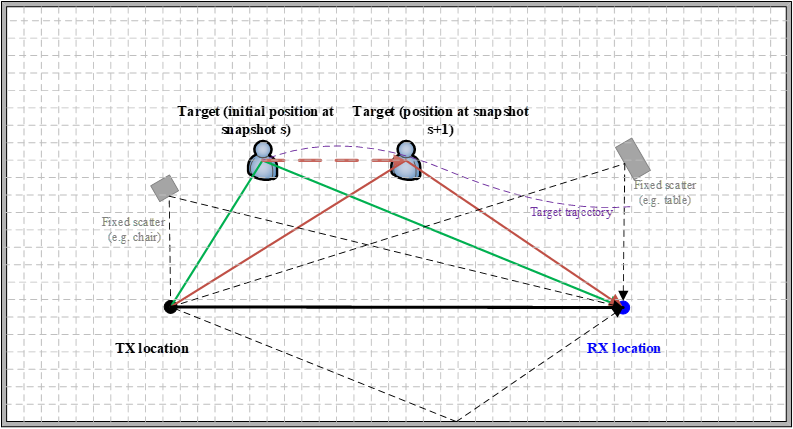 Target (initial position at
snapshot s)
Target (position at snapshot
s+1)
Fixed scatter
(e.g. table)
Target trajectory
Fixed scatter
(e.g. chair)
TX location
RX location